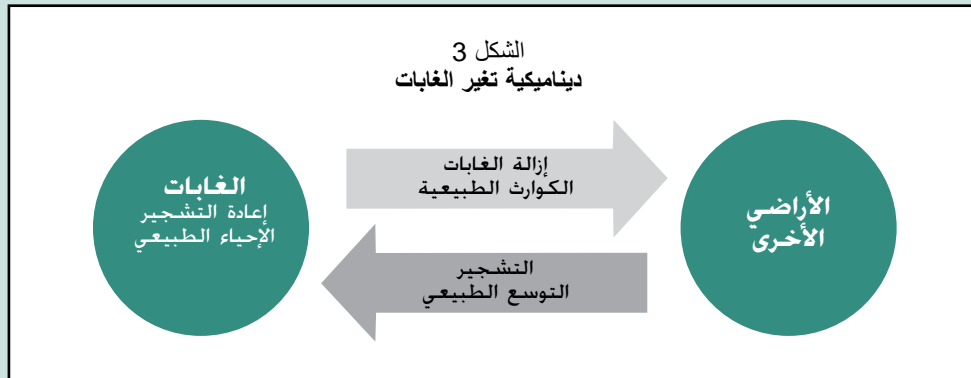 الشكل 3
ديناميكية تغير الغابات
إزالة الغابات
الكوارث الطبيعية
الغابات
إعادة التشجير
الإحياء الطبيعي
الأراضي
الأخرى
التشجير
التوسع الطبيعي